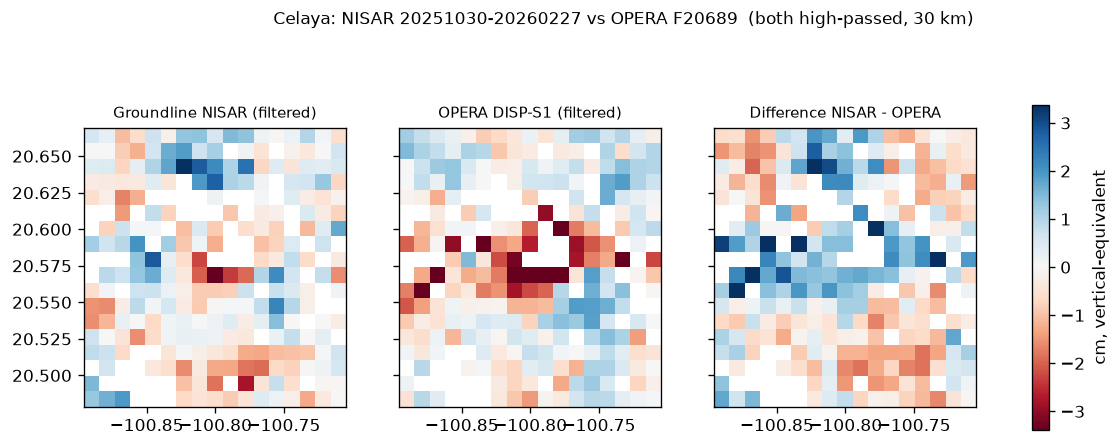 Celaya: NISAR 20251030-20260227 vs OPERA F20689  (both high-passed, 30 km)
Groundline NISAR (filtered)
OPERA DISP-S1 (filtered)
Difference NISAR - OPERA
20.650
20.625
20.600
20.575
20.550
20.525
20.500
−100.85 −100.80 −100.75
−100.85 −100.80 −100.75
−100.85 −100.80 −100.75
3
2
1
0
−1
−2
−3
cm, vertical-equivalent